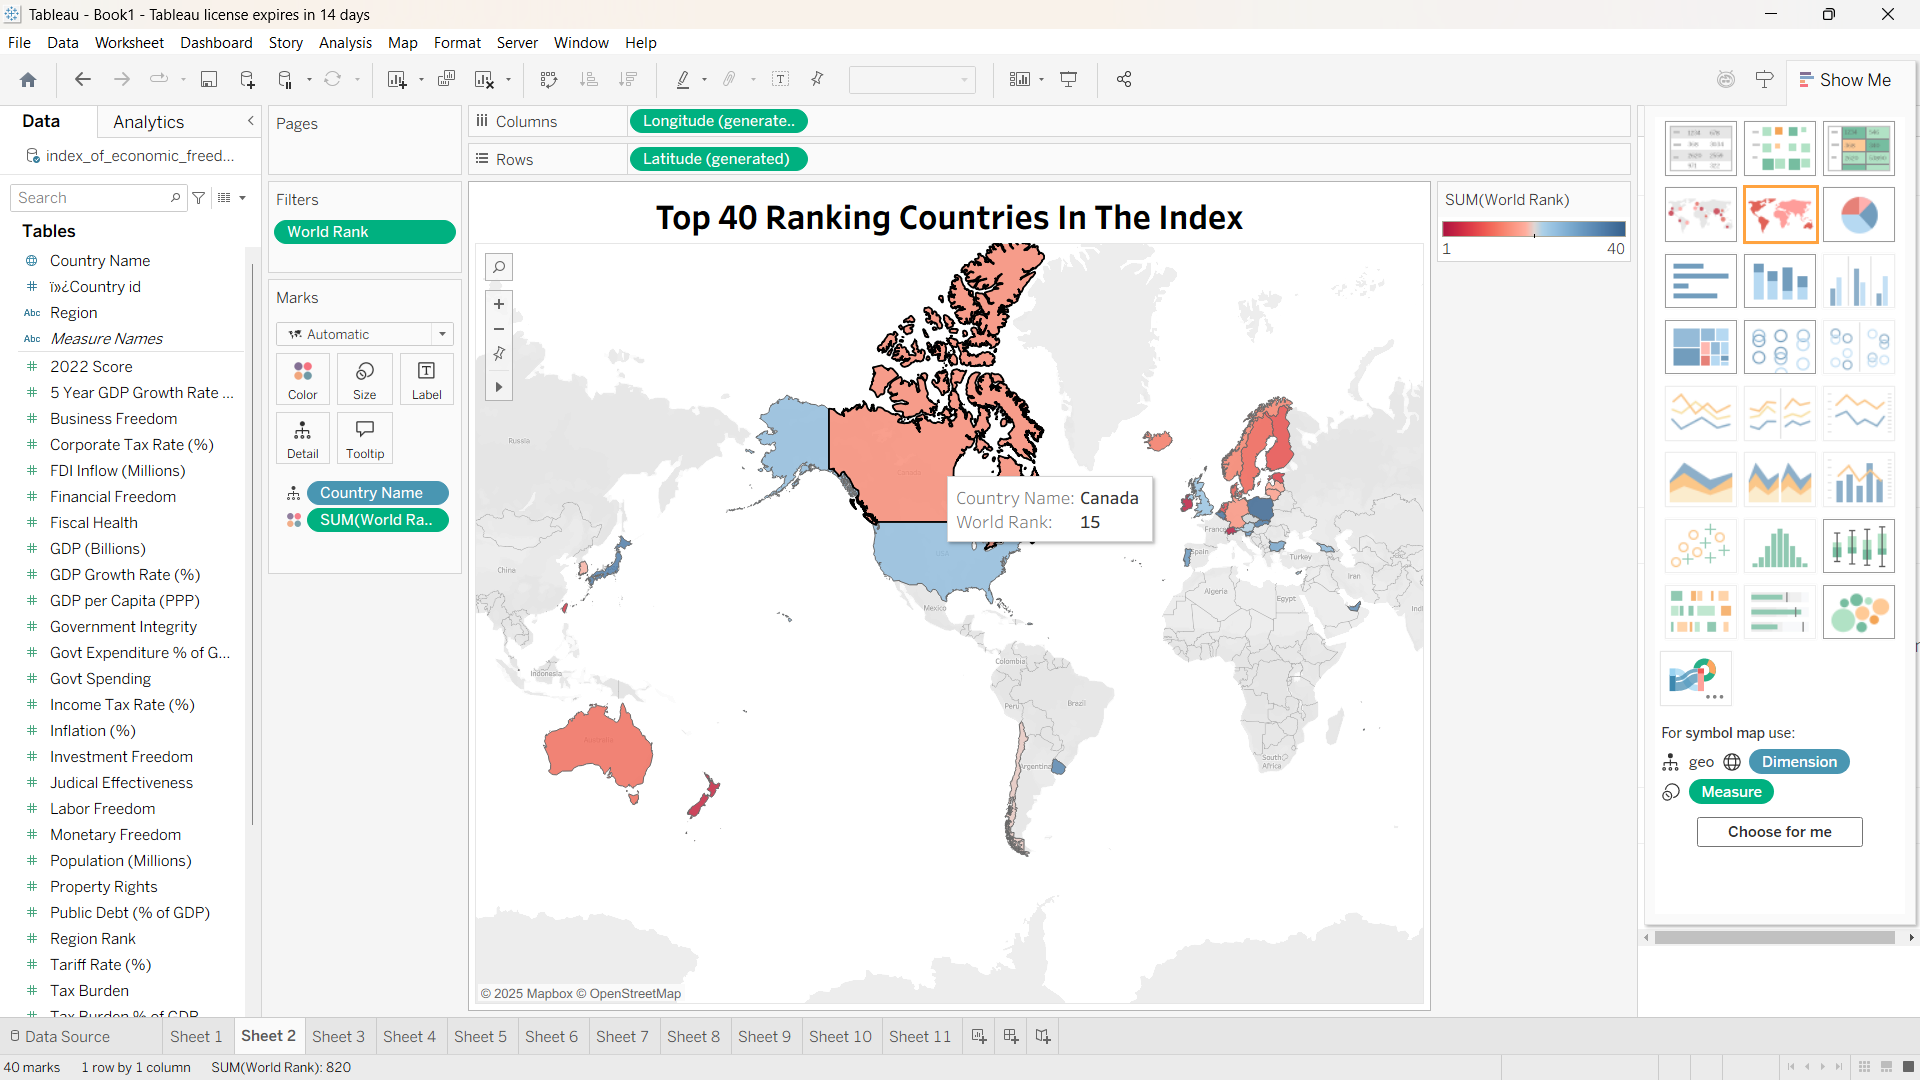 Tableau - Book1 - Tableau license expires in 14 days
File Data Worksheet Dashboard Story Analysis Map Format Server Window Help
Show Me
Data Analytics
index_of_economic_freed...
Search
Tables
Country Name
ï»¿Country id
Abc Region
Abc Measure Names
2022 Score
5 Year GDP Growth Rate ...
Business Freedom
Corporate Tax Rate (%)
FDI Inflow (Millions)
Financial Freedom
Fiscal Health
GDP (Billions)
GDP Growth Rate (%)
GDP per Capita (PPP)
Government Integrity
Govt Expenditure % of G...
Govt Spending
Income Tax Rate (%)
Inflation (%)
Investment Freedom
Judical Effectiveness
Labor Freedom
Monetary Freedom
Population (Millions)
Property Rights
Public Debt (% of GDP)
Region Rank
Tariff Rate (%)
Tax Burden
Tax Burden % of GDP
Pages
Filters
World Rank
Marks
Automatic
Color Size Label
Detail Tooltip
Country Name
SUM(World Ra..
Columns Longitude (generate..
Rows Latitude (generated)
Top 40 Ranking Countries In The Index
Russia
China
Indonesia
Australia
Canada
USA
Mexico
Colombia
Peru
Brazil
Argentina
France
Spain
Turkey
Iran
Algeria
Egypt
Indi
South
Africa
Country Name: Canada
World Rank: 15
© 2025 Mapbox © OpenStreetMap
SUM(World Rank)
1 40
For symbol map use:
geo Dimension
Measure
Choose for me
Data Source Sheet 1 Sheet 2 Sheet 3 Sheet 4 Sheet 5 Sheet 6 Sheet 7 Sheet 8 Sheet 9 Sheet 10 Sheet 11
40 marks 1 row by 1 column SUM(World Rank): 820